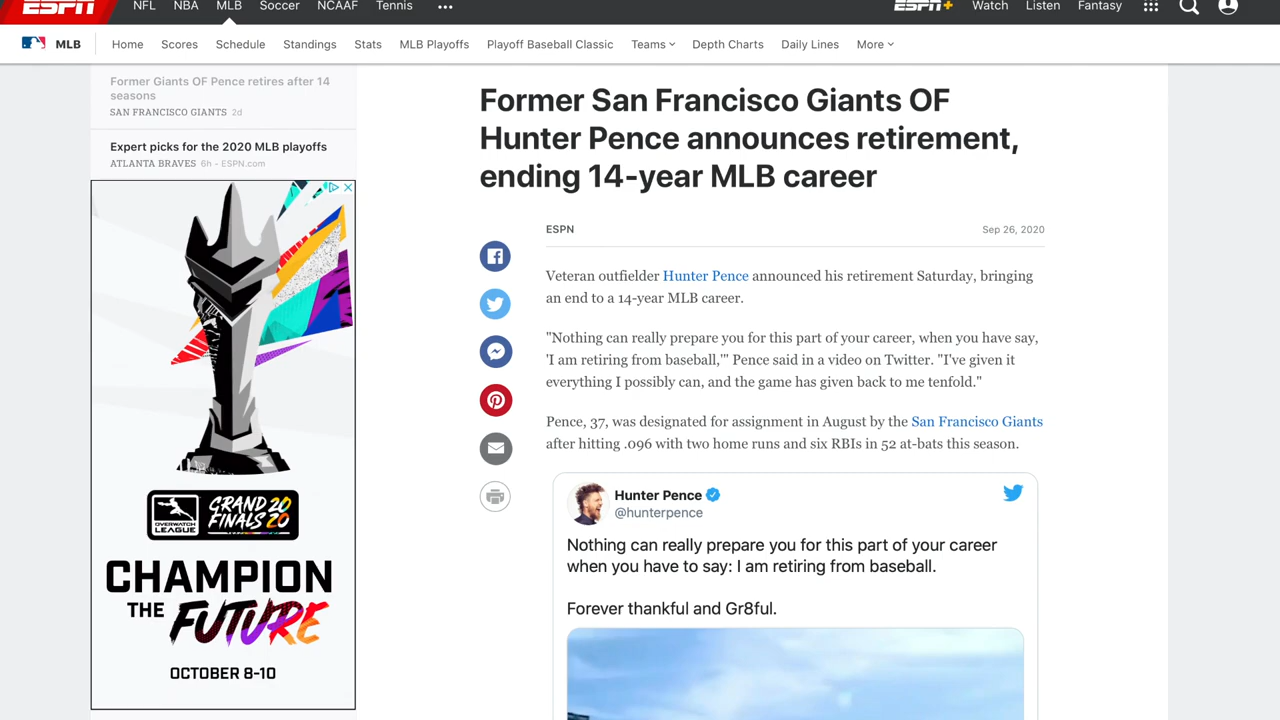 ESPN
NFL NBA MLB Soccer NCAAF Tennis ...
ESPN+ Watch Listen Fantasy
MLB Home Scores Schedule Standings Stats MLB Playoffs Playoff Baseball Classic Teams Depth Charts Daily Lines More
Former Giants OF Pence retires after 14
seasons
SAN FRANCISCO GIANTS 2d
Expert picks for the 2020 MLB playoffs
ATLANTA BRAVES 6h - ESPN.com
OVERWATCH
LEAGUE
GRAND 20
FINALS 20
CHAMPION
THE FUTURE
OCTOBER 8-10
Former San Francisco Giants OF
Hunter Pence announces retirement,
ending 14-year MLB career
ESPN Sep 26, 2020
Veteran outfielder Hunter Pence announced his retirement Saturday, bringing
an end to a 14-year MLB career.
"Nothing can really prepare you for this part of your career, when you have say,
'I am retiring from baseball,'" Pence said in a video on Twitter. "I've given it
everything I possibly can, and the game has given back to me tenfold."
Pence, 37, was designated for assignment in August by the San Francisco Giants
after hitting .096 with two home runs and six RBIs in 52 at-bats this season.
Hunter Pence
@hunterpence
Nothing can really prepare you for this part of your career
when you have to say: I am retiring from baseball.
Forever thankful and Gr8ful.